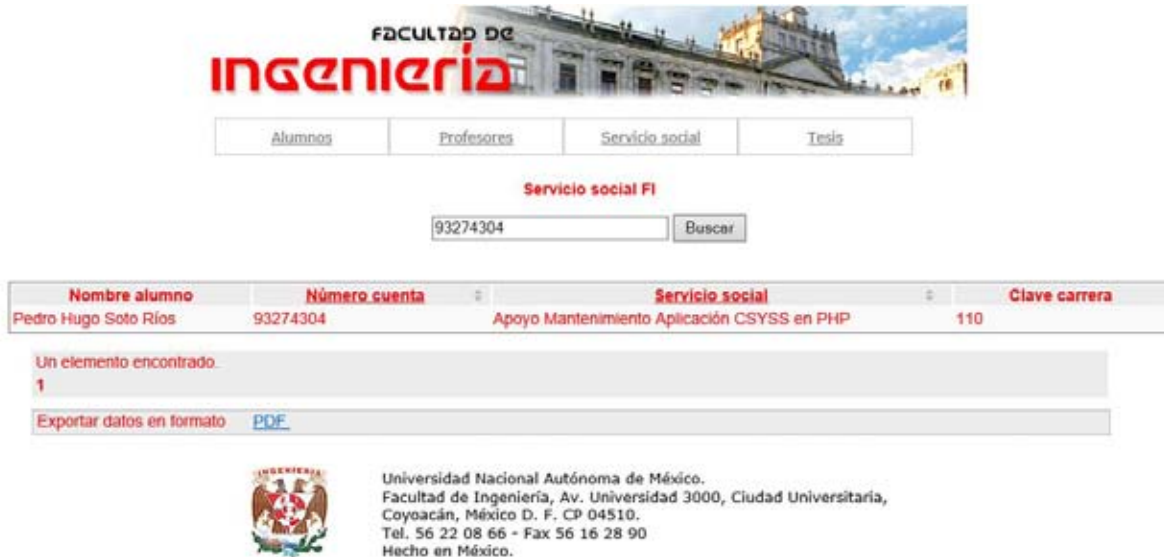 FACULTAD DE
INGENIERÍA
Alumnos Profesores Servicio social Tesis
Servicio social FI
93274304 Buscar
Nombre alumno Número cuenta Servicio social Clave carrera
Pedro Hugo Soto Ríos 93274304 Apoyo Mantenimiento Aplicación CSYSS en PHP 110
Un elemento encontrado.
1
Exportar datos en formato PDF
INGENIERIA
Universidad Nacional Autónoma de México.
Facultad de Ingeniería, Av. Universidad 3000, Ciudad Universitaria,
Coyoacán, México D. F. CP 04510.
Tel. 56 22 08 66 - Fax 56 16 28 90
Hecho en México.